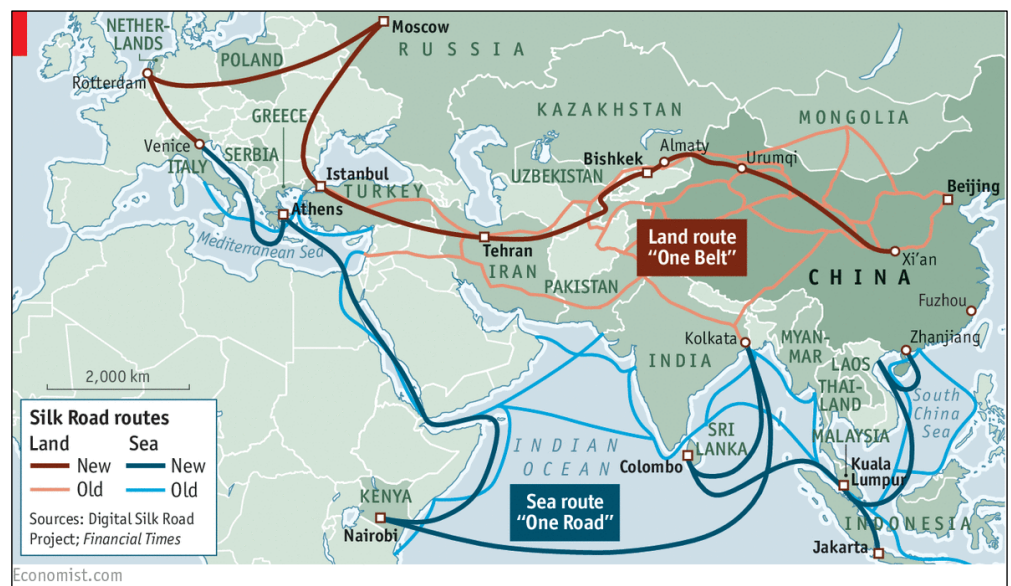 NETHER-
LANDS
Moscow
RUSSIA
POLAND
Rotterdam
KAZAKHSTAN
GREECE
MONGOLIA
Venice
SERBIA
ITALY
Almaty
Bishkek
Urumqi
UZBEKISTAN
Istanbul
TURKEY
Beijing
Athens
Mediterranean Sea
Land route
“One Belt”
Tehran
IRAN
Xi’an
CHINA
PAKISTAN
Fuzhou
Kolkata
MYAN-
MAR
Zhanjiang
INDIA
LAOS
2,000 km
THAI-
LAND
South
China
Sea
Silk Road routes
Land Sea
New New
Old Old
Sources: Digital Silk Road
Project; Financial Times
SRI
LANKA
MALAYSIA
INDIAN
OCEAN
Colombo
Kuala
Lumpur
KENYA
Sea route
“One Road”
Nairobi
INDONESIA
Jakarta
Economist.com